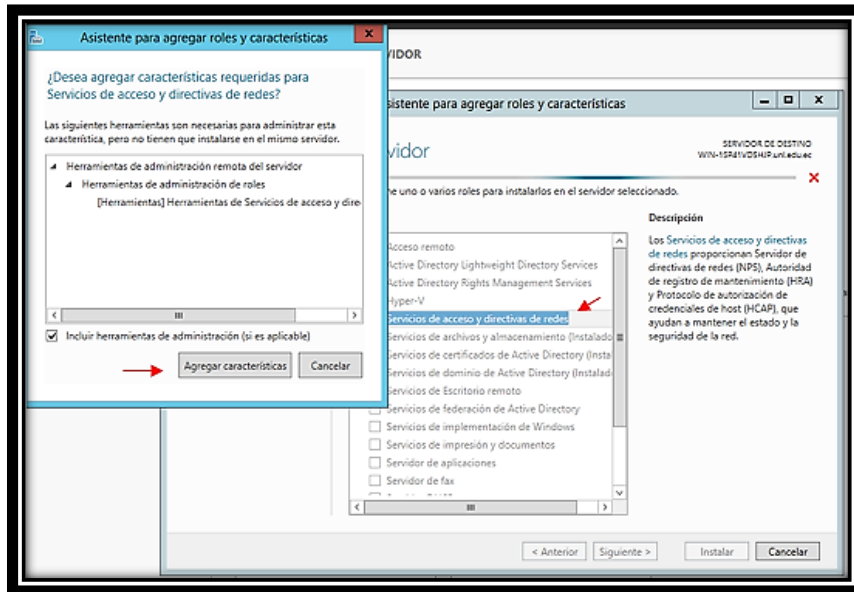 Asistente para agregar roles y características
x
¿Desea agregar características requeridas para
Servicios de acceso y directivas de redes?
Las siguientes herramientas son necesarias para administrar esta
característica, pero no tienen que instalarse en el mismo servidor.
Herramientas de administración remota del servidor
Herramientas de administración de roles
[Herramientas] Herramientas de Servicios de acceso y dire
Incluir herramientas de administración (si es aplicable)
Agregar características
Cancelar
VIDOR
sistente para agregar roles y características
x
vidor
SERVIDOR DE DESTINO
ne uno o varios roles para instalarlos en el servidor seleccionado.
Acceso remoto
Active Directory Lightweight Directory Services
Active Directory Rights Management Services
Hyper-V
Servicios de acceso y directivas de redes
Servicios de archivos y almacenamiento (Instalado
Servicios de certificados de Active Directory (Insta
Servicios de dominio de Active Directory (Instalad
Servicios de Escritorio remoto
Servicios de federación de Active Directory
Servicios de implementación de Windows
Servicios de impresión y documentos
Servidor de aplicaciones
Servidor de fax
Descripción
Los Servicios de acceso y directivas
de redes proporcionan Servidor de
directivas de redes (NPS), Autoridad
de registro de mantenimiento (HRA)
y Protocolo de autorización de
credenciales de host (HCAP), que
ayudan a mantener el estado y la
seguridad de la red.
< Anterior
Siguiente >
Instalar
Cancelar